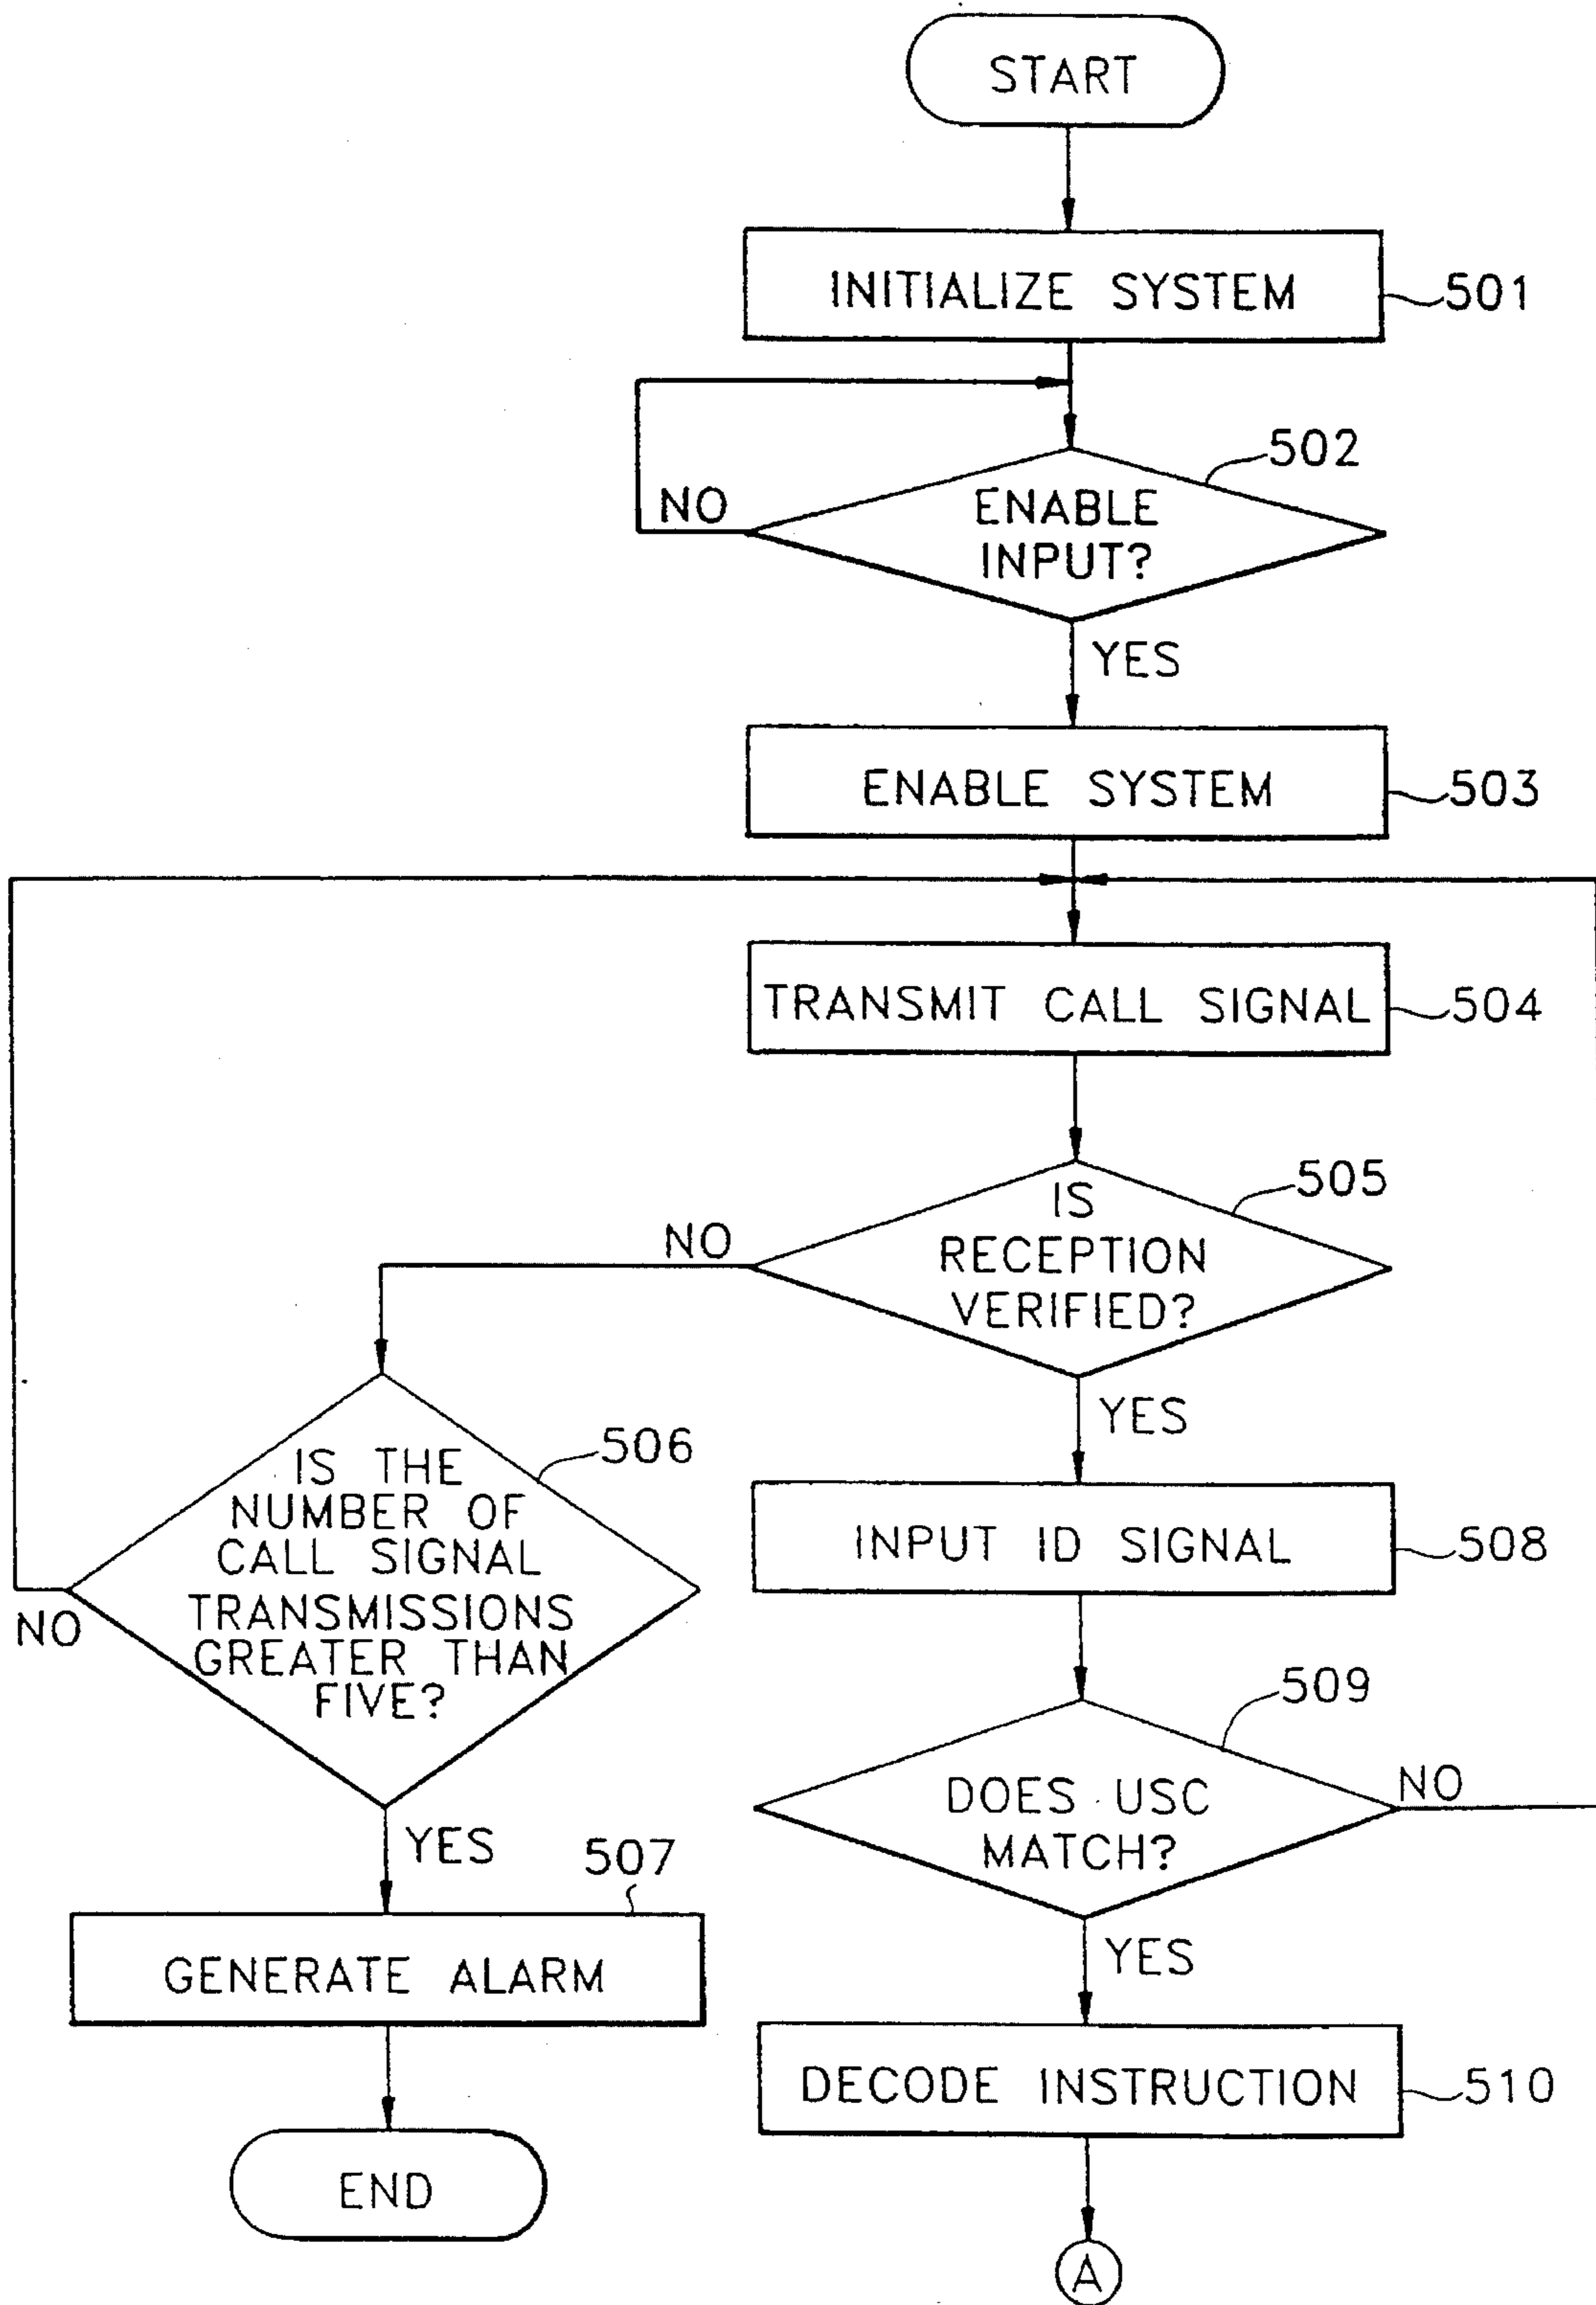 START
INITIALIZE SYSTEM
501
502
NO
ENABLE
INPUT?
YES
ENABLE SYSTEM
503
TRANSMIT CALL SIGNAL
504
505
NO
IS
RECEPTION
VERIFIED?
YES
506
IS THE
NUMBER OF
CALL SIGNAL
TRANSMISSIONS
GREATER THAN
FIVE?
NO
YES
507
GENERATE ALARM
END
INPUT ID SIGNAL
508
509
DOES USC
MATCH?
NO
YES
DECODE INSTRUCTION
510
A